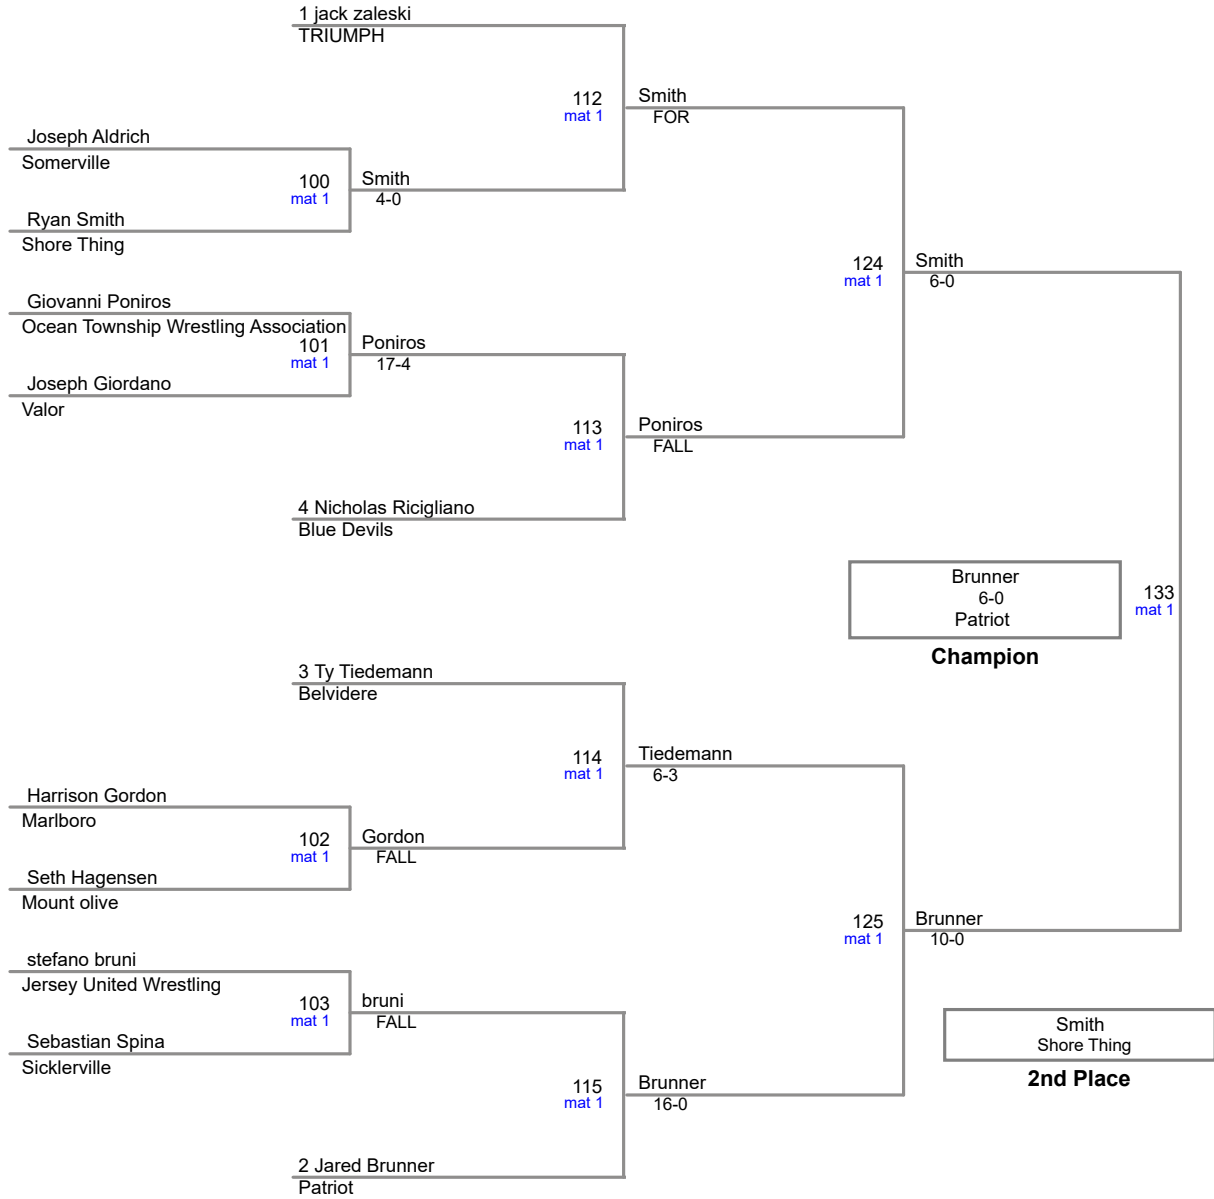 1 jack zaleski
TRIUMPH
112
mat 1
Smith
FOR
Joseph Aldrich
Somerville
100
mat 1
Smith
4-0
Ryan Smith
Shore Thing
124
mat 1
Smith
6-0
Giovanni Poniros
Ocean Township Wrestling Association
101
mat 1
Poniros
17-4
Joseph Giordano
Valor
113
mat 1
Poniros
FALL
4 Nicholas Ricigliano
Blue Devils
Brunner
6-0
Patriot
Champion
133
mat 1
3 Ty Tiedemann
Belvidere
114
mat 1
Tiedemann
6-3
Harrison Gordon
Marlboro
102
mat 1
Gordon
FALL
Seth Hagensen
Mount olive
125
mat 1
Brunner
10-0
stefano bruni
Jersey United Wrestling
103
mat 1
bruni
FALL
Sebastian Spina
Sicklerville
Smith
Shore Thing
2nd Place
115
mat 1
Brunner
16-0
2 Jared Brunner
Patriot